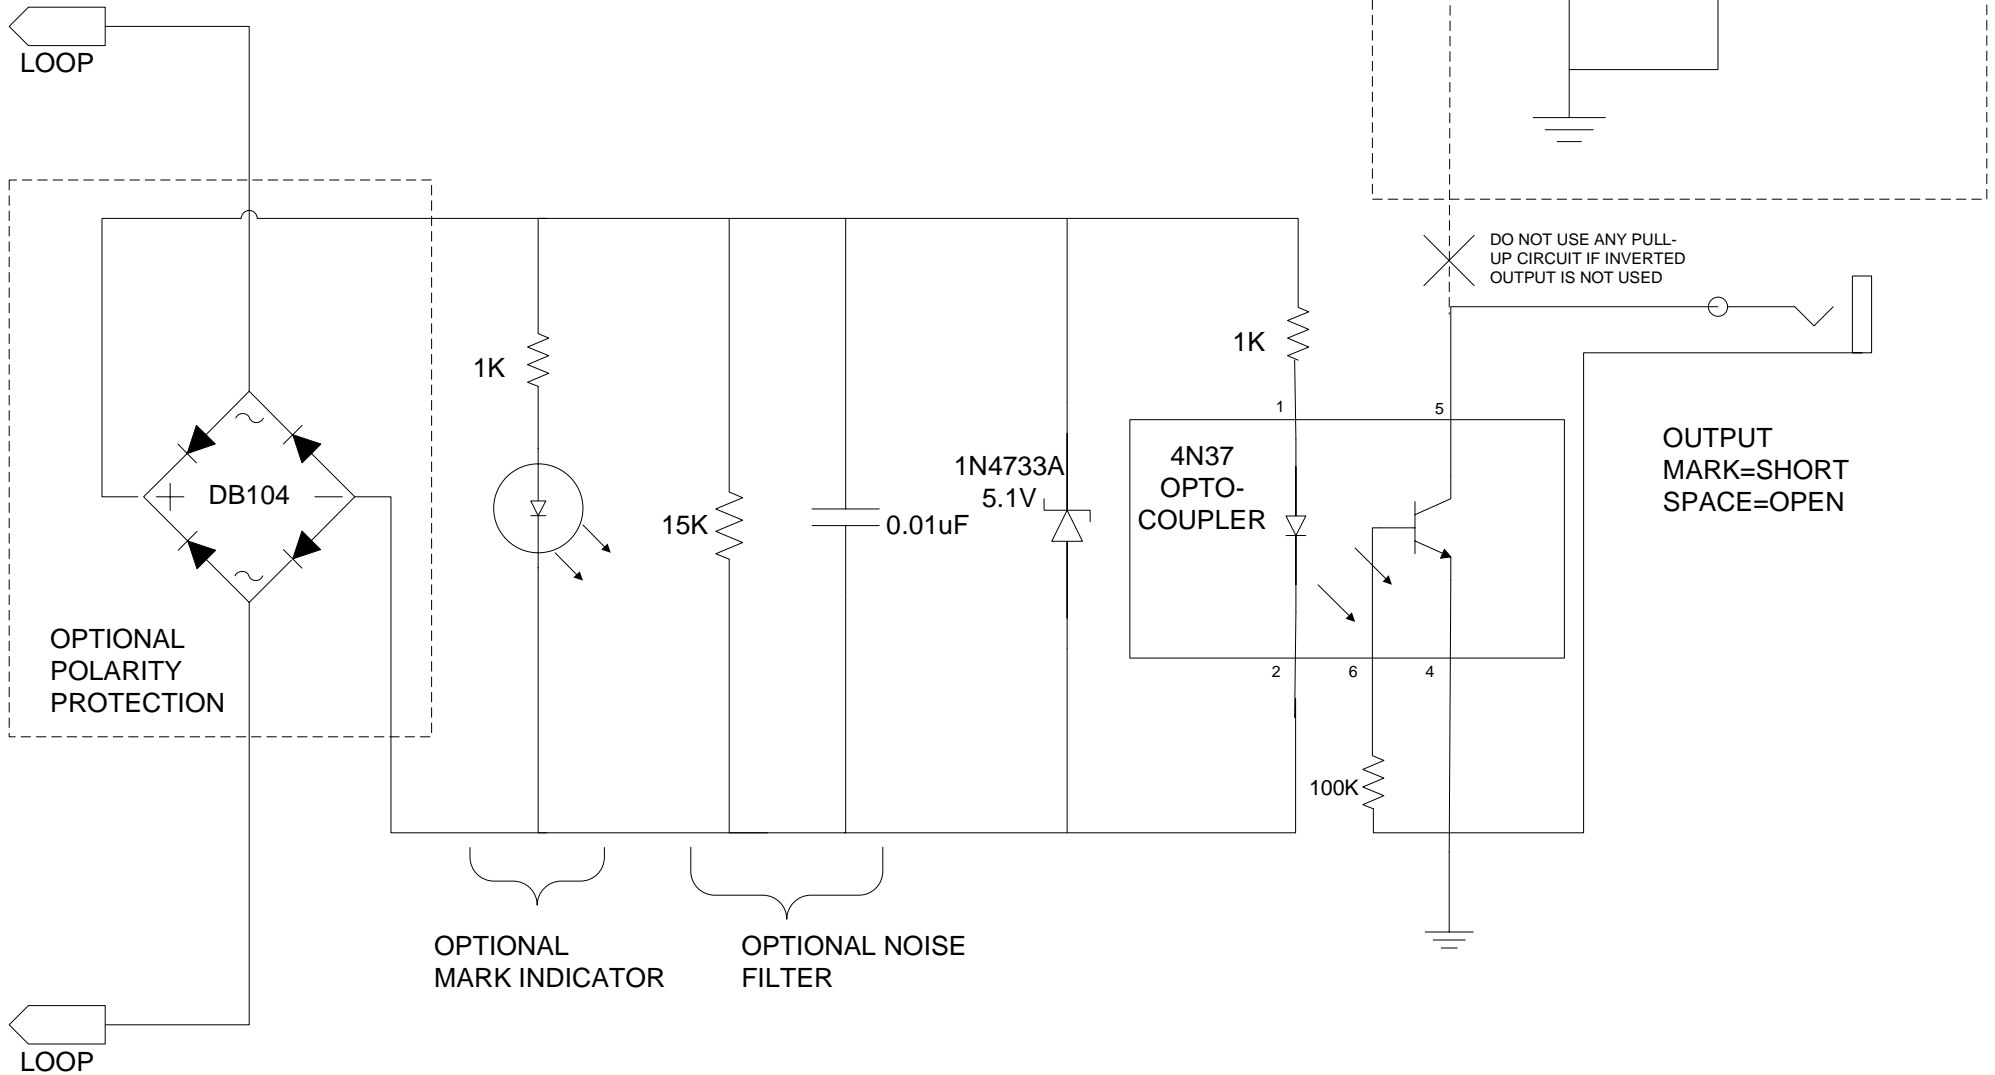 LOOP
DO NOT USE ANY PULL-
UP CIRCUIT IF INVERTED
OUTPUT IS NOT USED
1K
1K
1
5
DB104
1N4733A
5.1V
15K
0.01uF
4N37
OPTO-
COUPLER
OUTPUT
MARK=SHORT
SPACE=OPEN
OPTIONAL
POLARITY
PROTECTION
2
6
4
100K
OPTIONAL
MARK INDICATOR
OPTIONAL NOISE
FILTER
LOOP